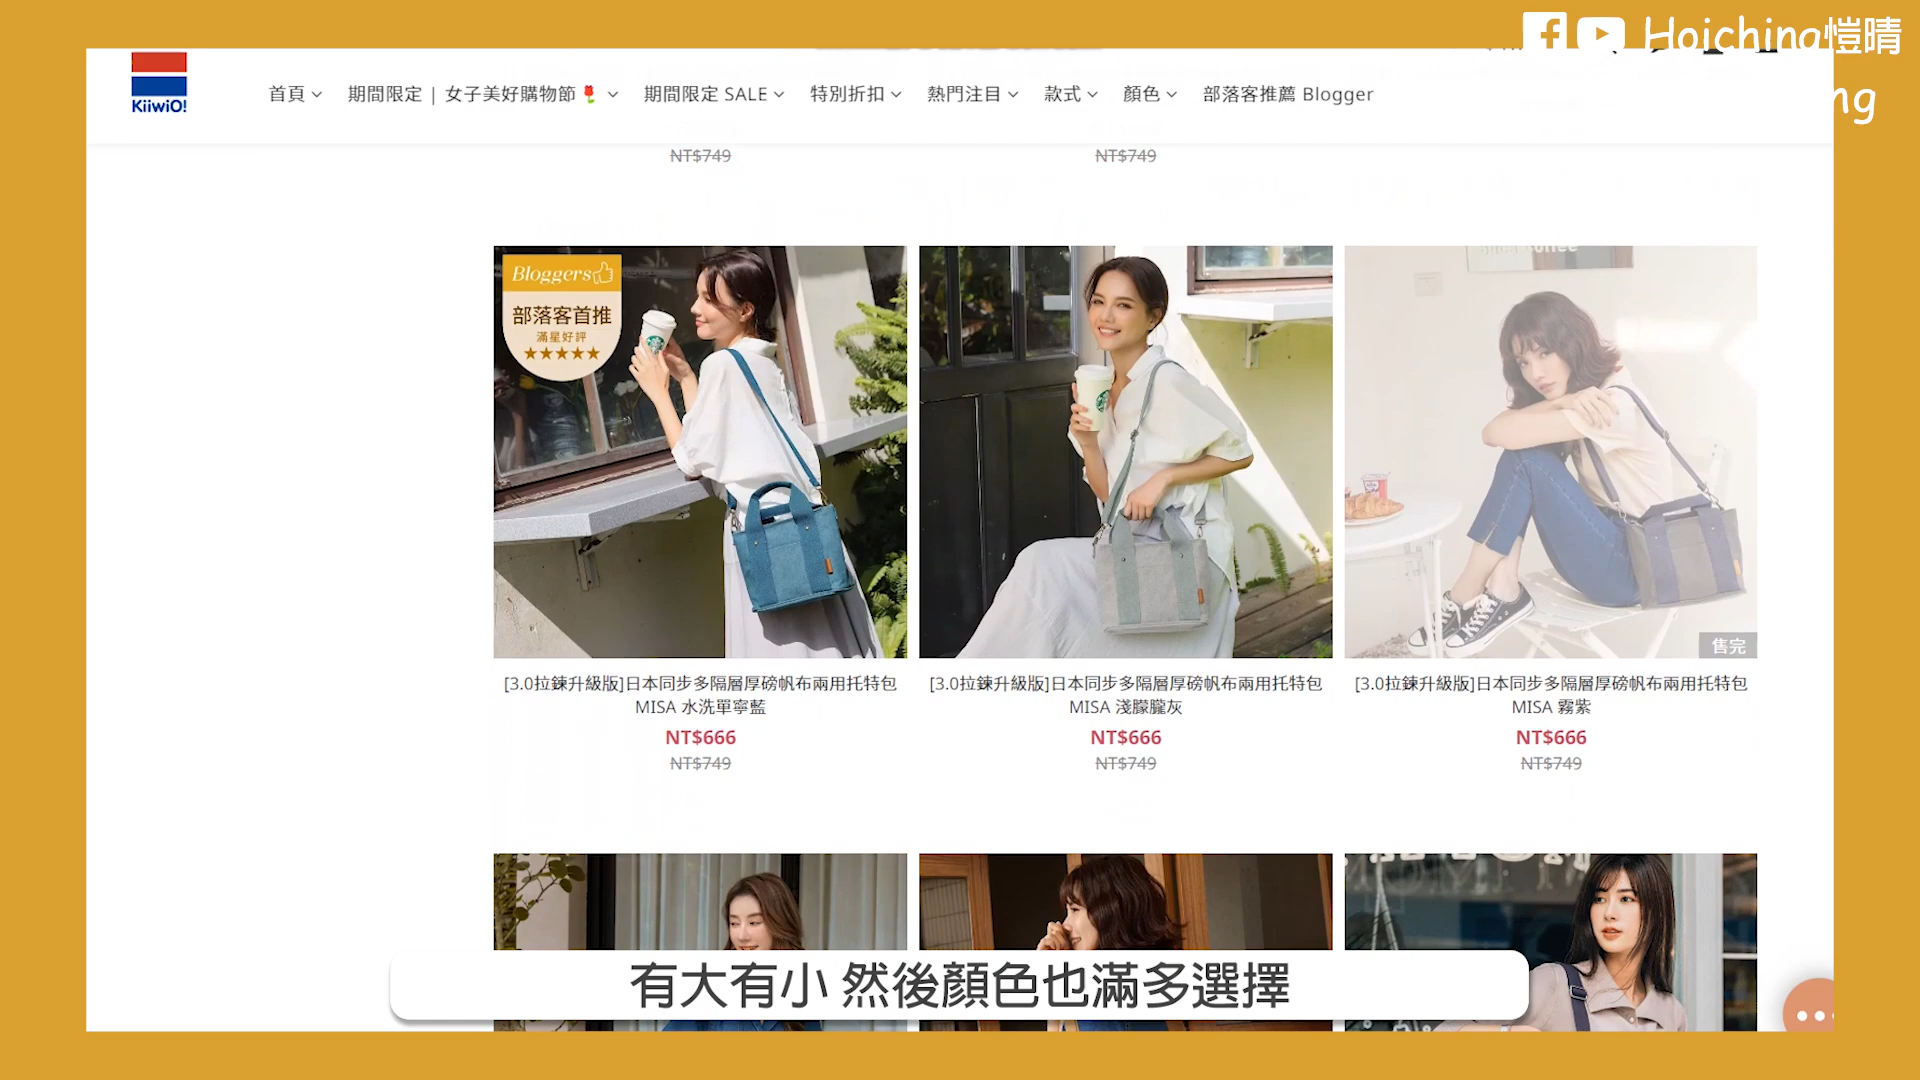 Hoiching愷晴
ng
KiiwiO!
首頁
期間限定 | 女子美好購物節
期間限定 SALE
特別折扣
熱門注目
款式
顏色
部落客推薦 Blogger
NT$749
NT$749
Bloggers
部落客首推
滿星好評
★★★★★
售完
[3.0拉鍊升級版]日本同步多隔層厚磅帆布兩用托特包
MISA 水洗單寧藍
NT$666
NT$749
[3.0拉鍊升級版]日本同步多隔層厚磅帆布兩用托特包
MISA 淺朦朧灰
NT$666
NT$749
[3.0拉鍊升級版]日本同步多隔層厚磅帆布兩用托特包
MISA 霧紫
NT$666
NT$749
有大有小 然後顏色也滿多選擇